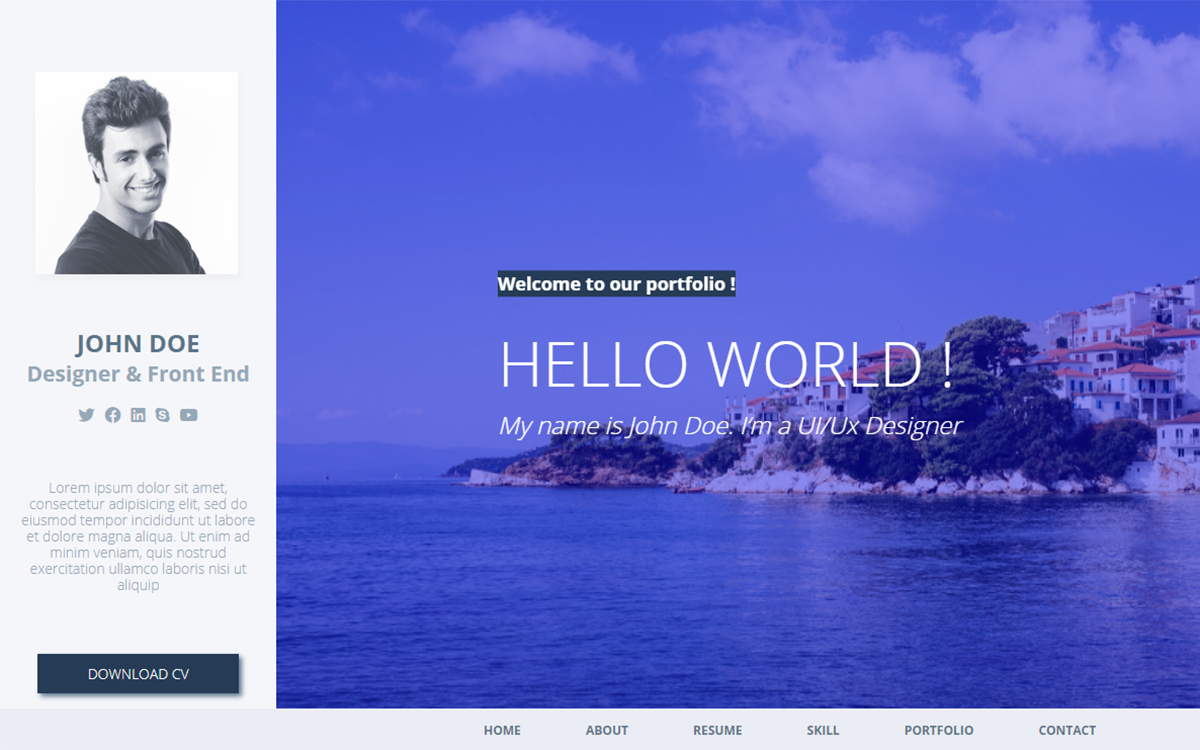 JOHN DOE
Designer & Front End
Lorem ipsum dolor sit amet,
consectetur adipisicing elit, sed do
eiusmod tempor incididunt ut labore
et dolore magna aliqua. Ut enim ad
minim veniam, quis nostrud
exercitation ullamco laboris nisi ut
aliquip
DOWNLOAD CV
Welcome to our portfolio !
HELLO WORLD !
My name is John Doe. I'm a UI/Ux Designer
HOME ABOUT RESUME SKILL PORTFOLIO CONTACT